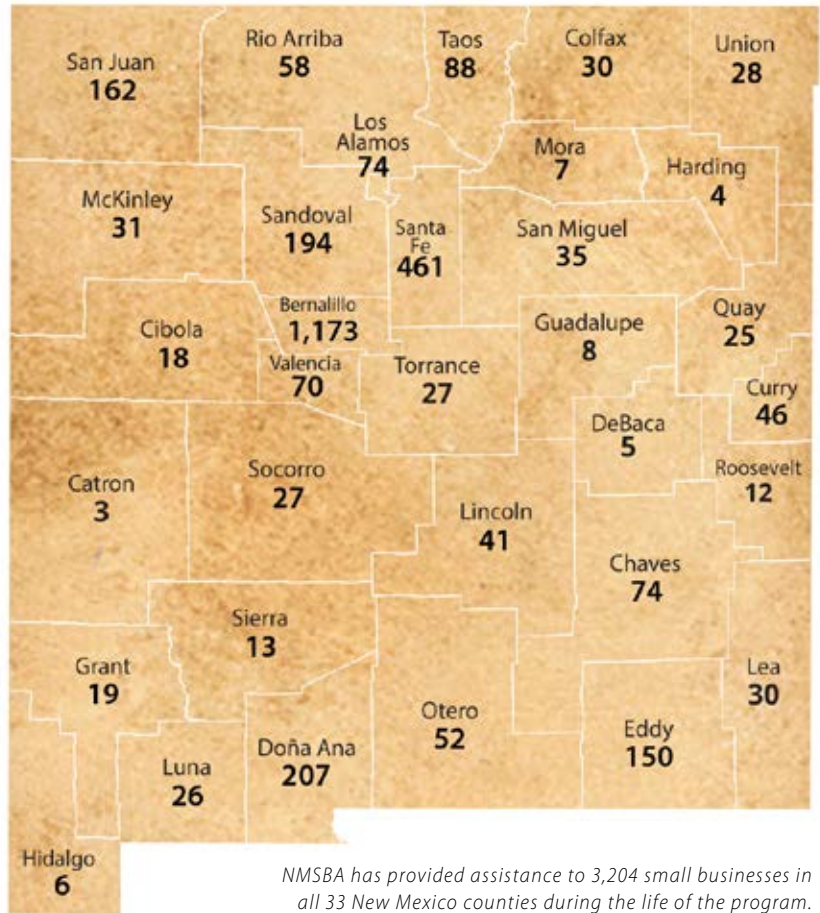 San Juan
162
Rio Arriba
58
Taos
88
Colfax
30
Union
28
Los
Alamos
74
Mora
7
Harding
4
McKinley
31
Sandoval
194
Santa
Fe
461
San Miguel
35
Cibola
18
Bernalillo
1,173
Valencia
70
Torrance
27
Guadalupe
8
Quay
25
Curry
46
DeBaca
5
Roosevelt
12
Catron
3
Socorro
27
Lincoln
41
Chaves
74
Sierra
13
Grant
19
Luna
26
Doña Ana
207
Otero
52
Eddy
150
Lea
30
Hidalgo
6
NMSBA has provided assistance to 3,204 small businesses in
all 33 New Mexico counties during the life of the program.